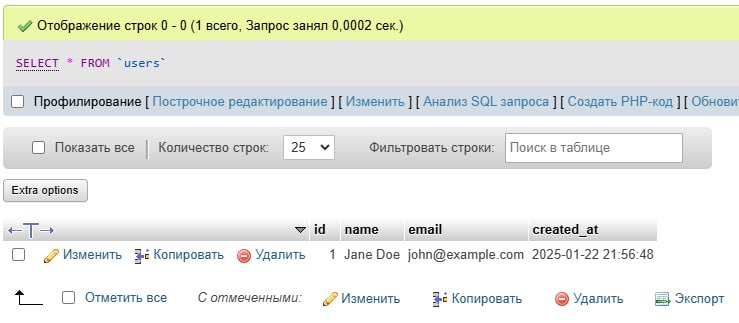 Отображение строк 0 - 0 (1 всего, Запрос занял 0,0002 сек.)
SELECT * FROM `users`
Профилирование [ Построчное редактирование ] [ Изменить ] [ Анализ SQL запроса ] [ Создать PHP-код ] [ Обновит
Показать все Количество строк: 25 Фильтровать строки: Поиск в таблице
Extra options
id name email created_at
Изменить Копировать Удалить 1 Jane Doe john@example.com 2025-01-22 21:56:48
Отметить все С отмеченными: Изменить Копировать Удалить Экспорт